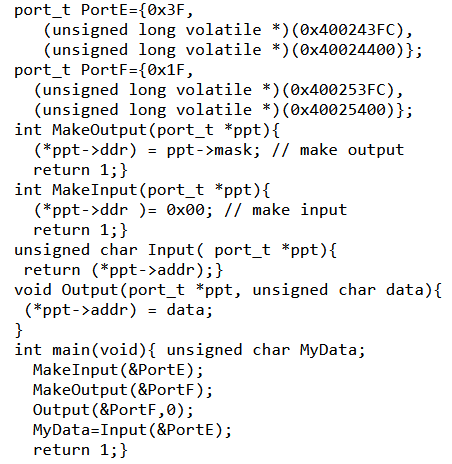 port_t PortE={0x3F,
   (unsigned long volatile *)(0x400243FC),
   (unsigned long volatile *)(0x40024400)};
port_t PortF={0x1F,
  (unsigned long volatile *)(0x400253FC),
  (unsigned long volatile *)(0x40025400)};
int MakeOutput(port_t *ppt){
  (*ppt->ddr) = ppt->mask; // make output
  return 1;}
int MakeInput(port_t *ppt){
  (*ppt->ddr )= 0x00; // make input
  return 1;}
unsigned char Input( port_t *ppt){
 return (*ppt->addr);}
void Output(port_t *ppt, unsigned char data){
 (*ppt->addr) = data;
}
int main(void){ unsigned char MyData;
  MakeInput(&PortE);
  MakeOutput(&PortF);
  Output(&PortF,0);
  MyData=Input(&PortE);
  return 1;}